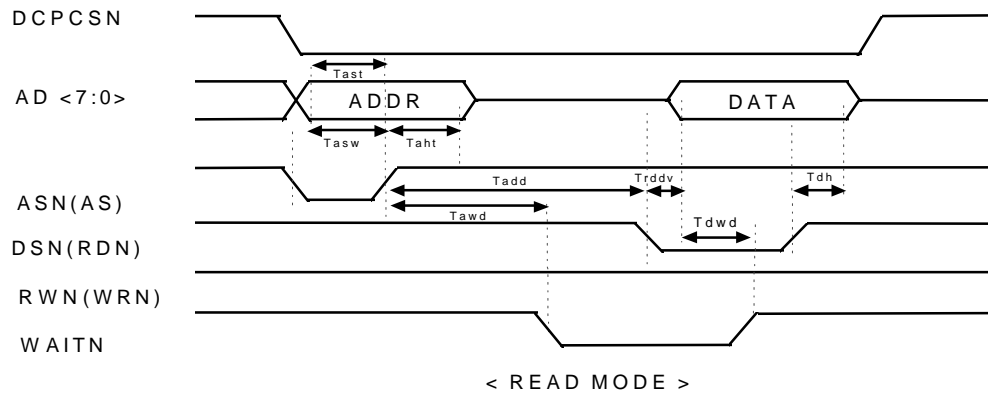 DCPCSN
Tast
AD <7:0>
ADDR
DATA
Tasw
Taht
Tadd
Trddv
Tdh
ASN(AS)
Tawd
Tdwd
DSN(RDN)
RWN(WRN)
WAITN
< READ MODE >